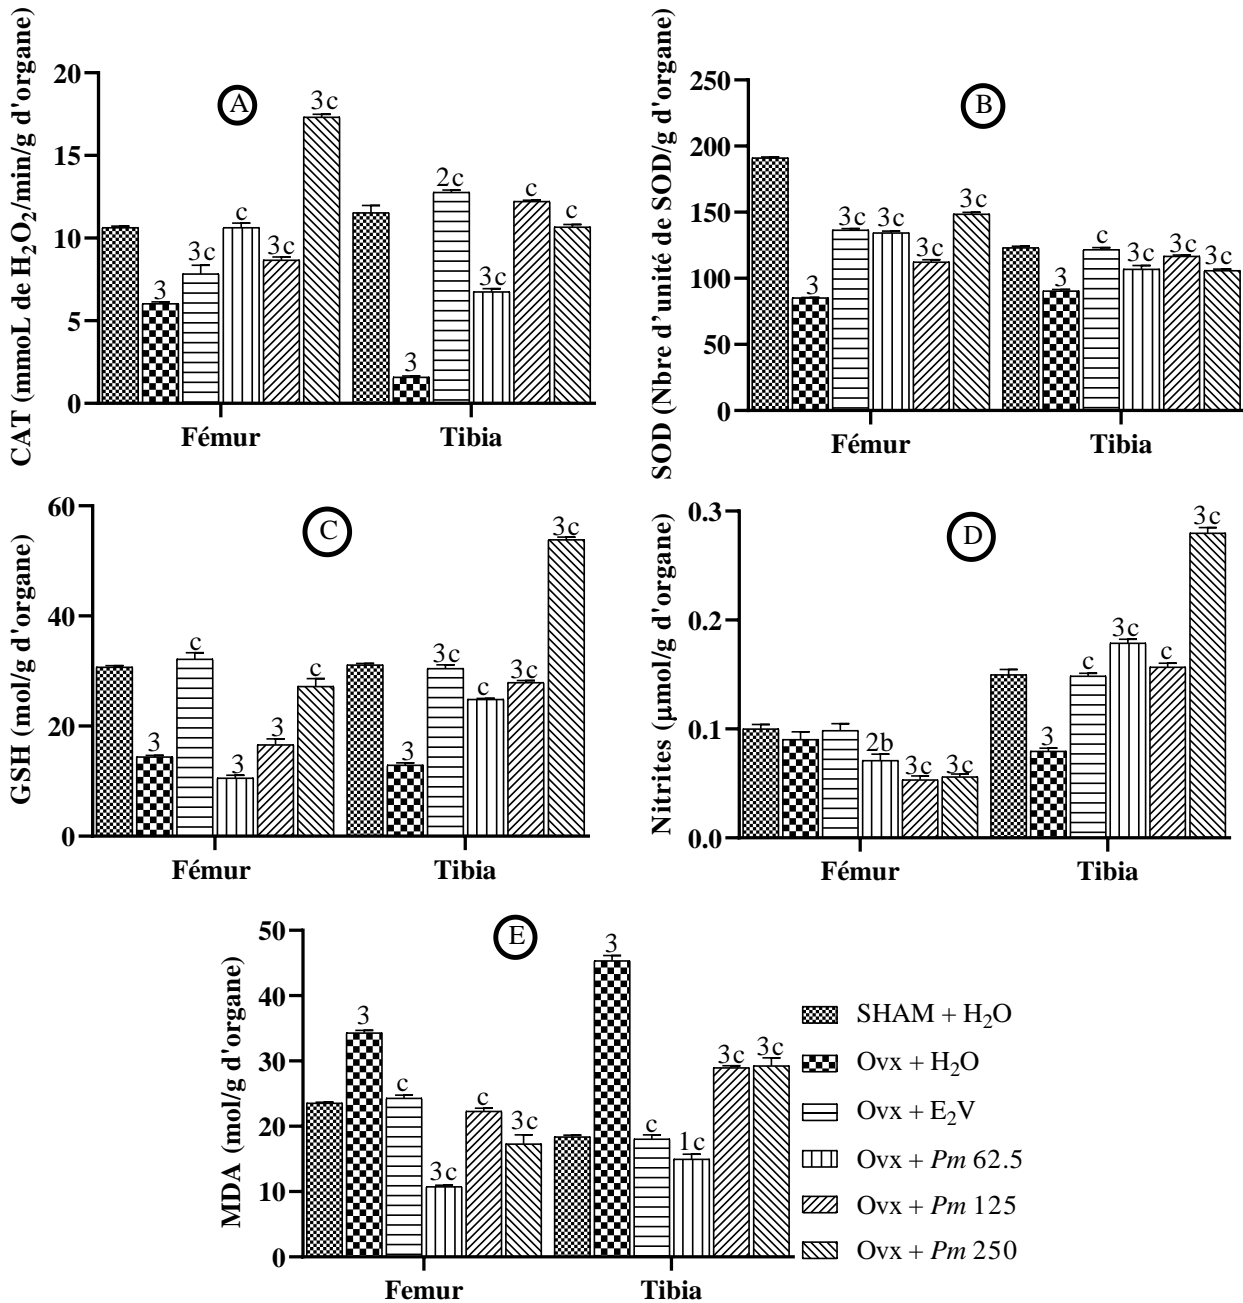 A
CAT (mmoL de H₂O₂/min/g d'organe)
20
15
10
5
0
3
3c
c
3c
3c
3
2c
3c
c
c
Fémur
Tibia
B
SOD (Nbre d'unité de SOD/g d'organe)
250
200
150
100
50
0
3
3c
3c
3c
3c
3
c
3c
3c
3c
Fémur
Tibia
C
GSH (mol/g d'organe)
60
40
20
0
3
c
3
3
c
3
3c
c
3c
3c
Fémur
Tibia
D
Nitrites (µmol/g d'organe)
0.3
0.2
0.1
0.0
2b
3c
3c
3
c
3c
c
3c
Fémur
Tibia
E
MDA (mol/g d'organe)
50
40
30
20
10
0
3
c
3c
c
3c
3
c
1c
3c
3c
Femur
Tibia
SHAM + H₂O
Ovx + H₂O
Ovx + E₂V
Ovx + Pm 62.5
Ovx + Pm 125
Ovx + Pm 250